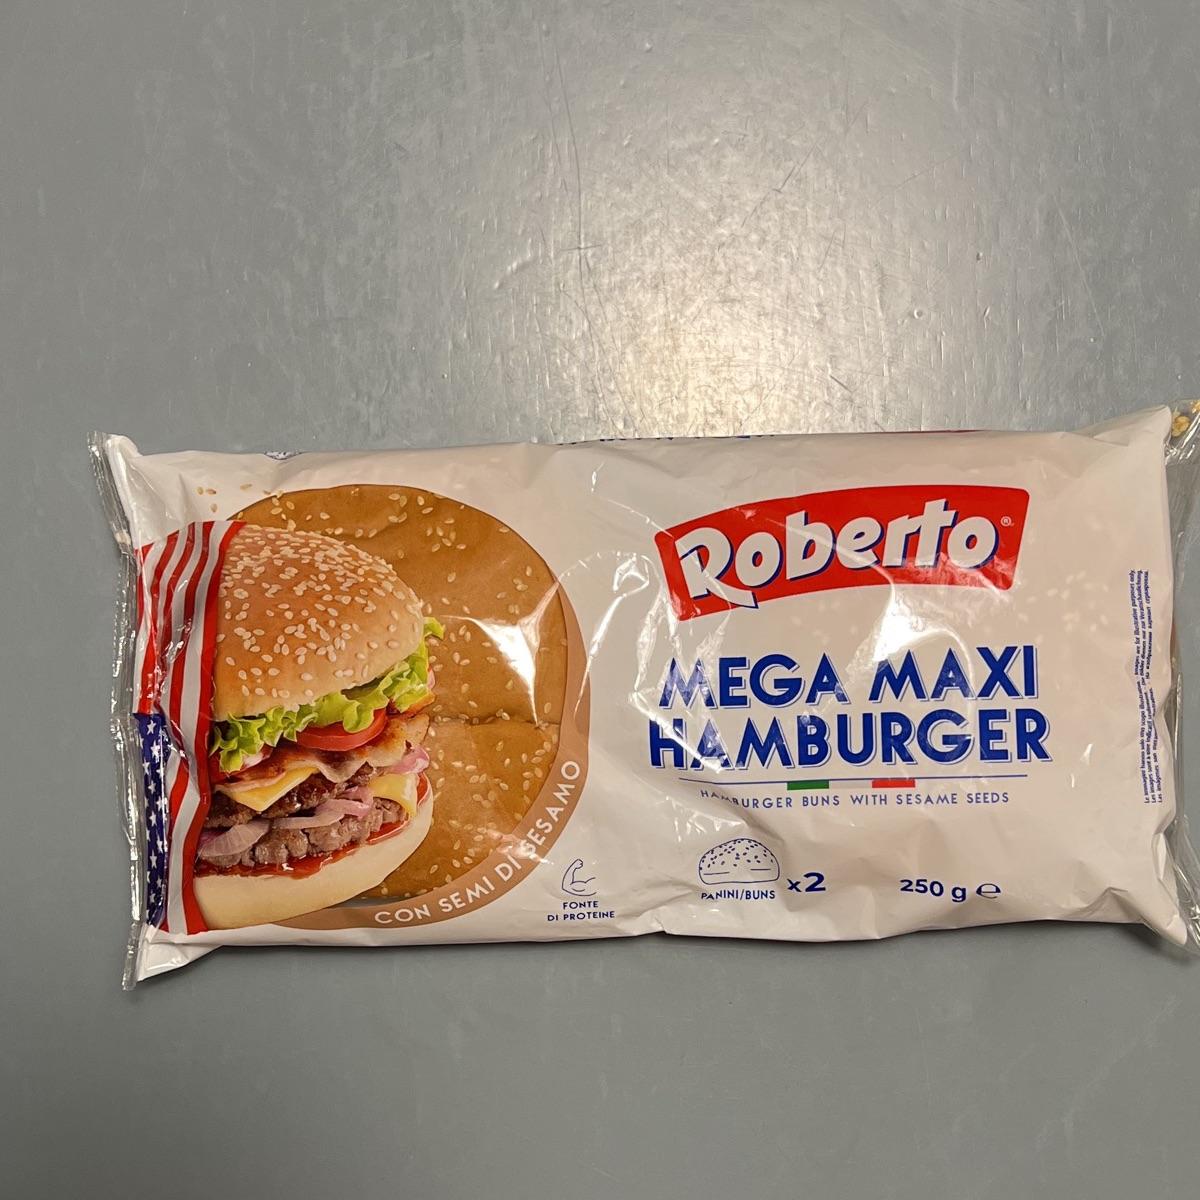 Roberto®
MEGA MAXI
HAMBURGER
HAMBURGER BUNS WITH SESAME SEEDS
CON SEMI DI SESAMO
FONTE
DI PROTEINE
PANINI/BUNS
x2
250 g e